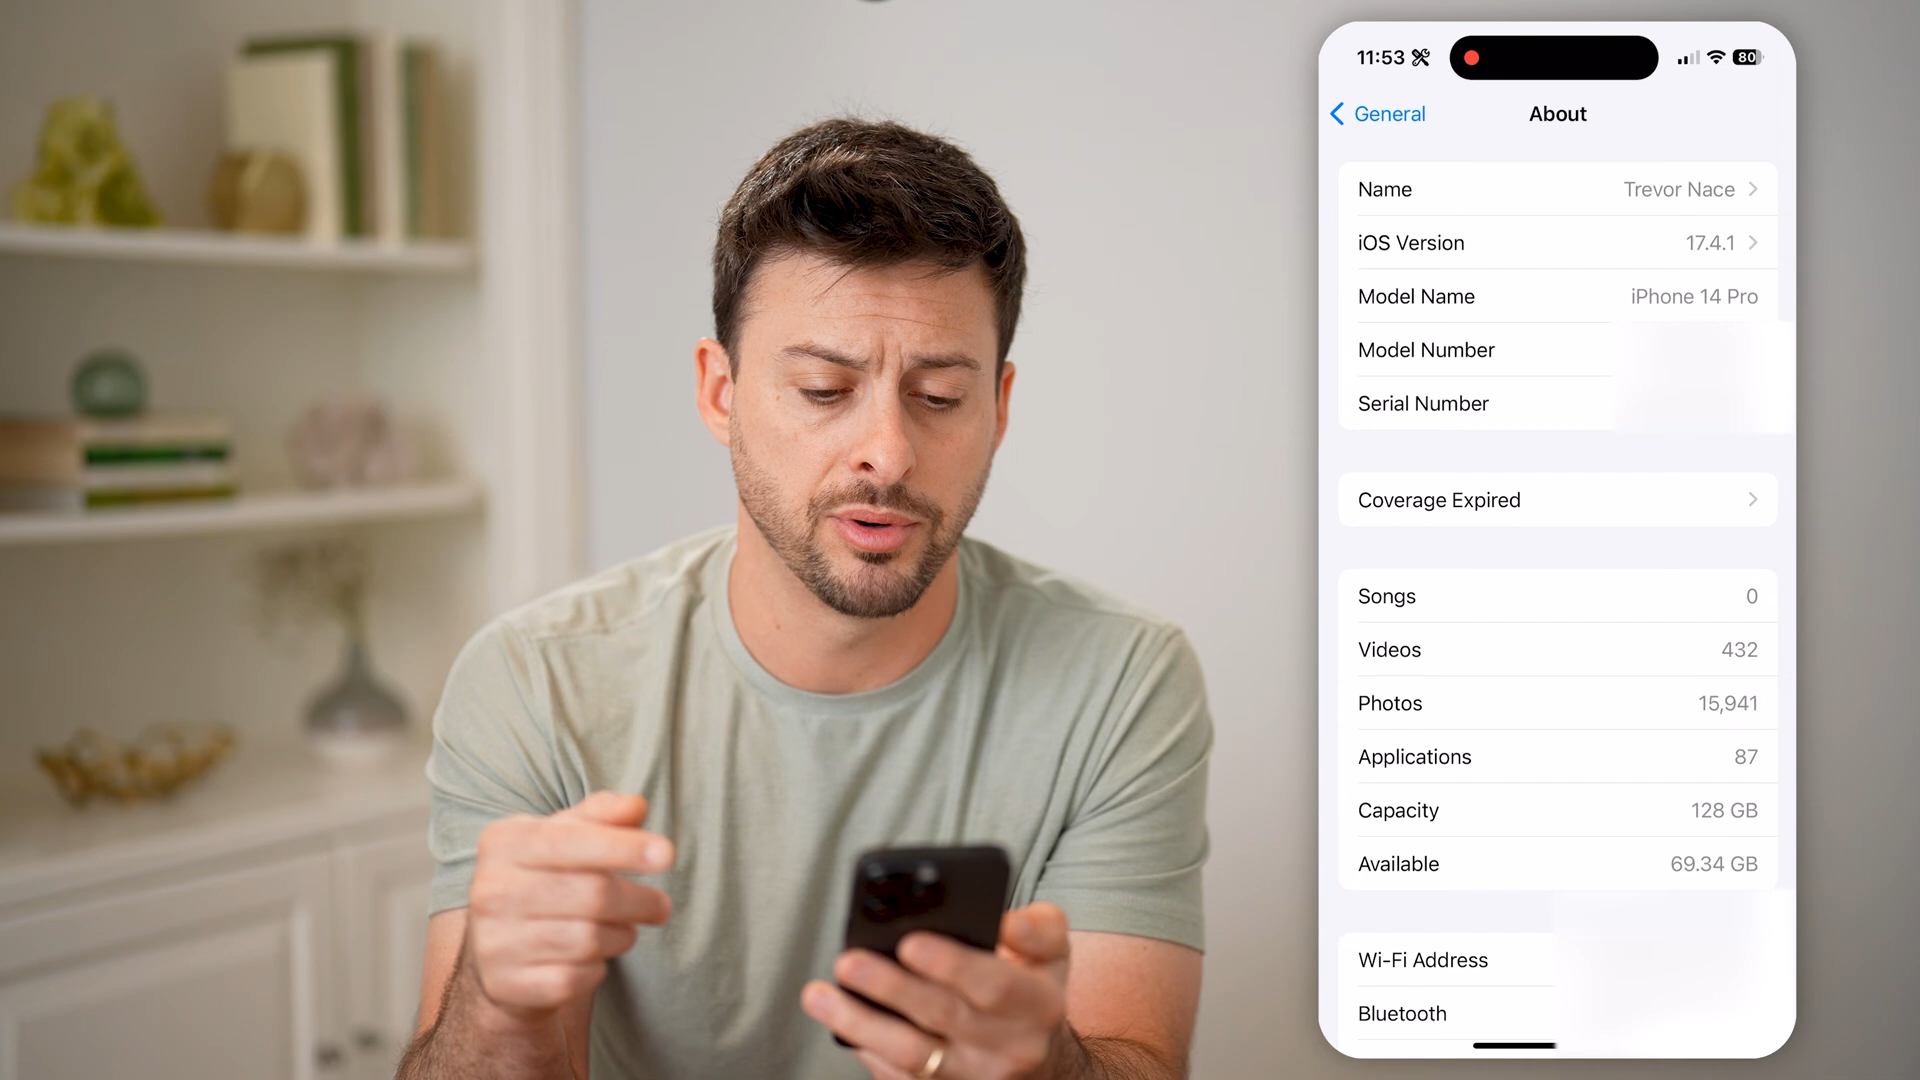 11:53
80
General
About
Name Trevor Nace
iOS Version 17.4.1
Model Name iPhone 14 Pro
Model Number
Serial Number
Coverage Expired
Songs 0
Videos 432
Photos 15,941
Applications 87
Capacity 128 GB
Available 69.34 GB
Wi-Fi Address
Bluetooth